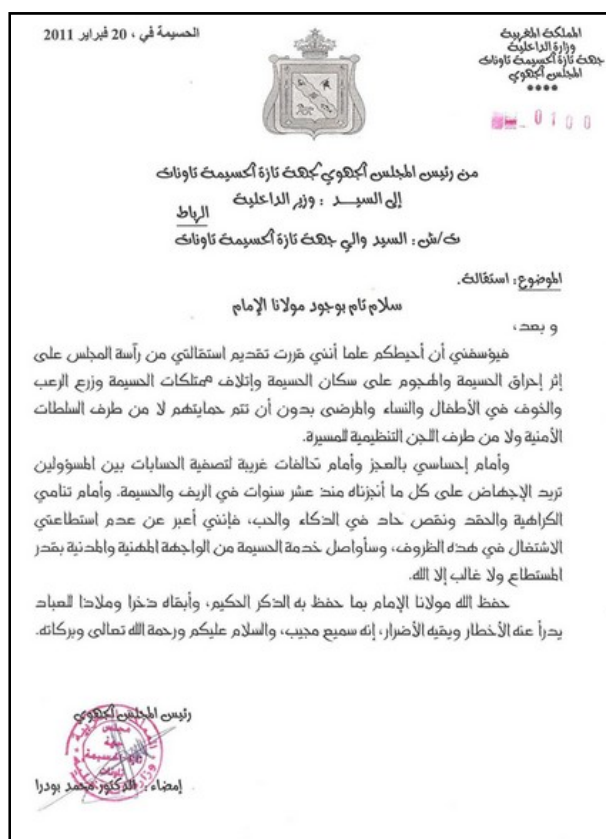 المملكة المغربية
وزارة الداخلية
جهة تازة الحسيمة تاونات
المجلس الجهوي
****
0100
الحسيمة في ، 20 فبراير 2011
من رئيس المجلس الجهوي لجهة تازة الحسيمة تاونات
إلى السيد : وزير الداخلية
الرباط
ت/ش: السيد والي جهة تازة الحسيمة تاونات
الموضوع: استقالة.
سلام تام بوجود مولانا الإمام
و بعد،
فيؤسفني أن أحيطكم علما أنني قررت تقديم استقالتي من رآسة المجلس على
إثر إحراق الحسيمة والهجوم على سكان الحسيمة وإتلاف ممتلكات الحسيمة وزرع الرعب
والخوف في الأطفال والنساء والمرضى بدون أن تتم حمايتهم لا من طرف السلطات
الأمنية ولا من طرف اللجن التنظيمية للمسيرة.
وأمام إحساسي بالعجز وأمام تحالفات غريبة لتصفية الحسابات بين المسؤولين
تريد الإجهاض على كل ما أنجزناه منذ عشر سنوات في الريف والحسيمة. وأمام تنامي
الكراهية والحقد ونقص حاد في الذكاء والحب، فإنني أعبر عن عدم استطاعتي
الاشتغال في هذه الظروف، وسأواصل خدمة الحسيمة من الواجهة المهنية والمدنية بقدر
المستطاع ولا غالب إلا الله.
حفظ الله مولانا الإمام بما حفظ به الذكر الحكيم، وأبقاه ذخرا وملاذا للعباد
يدرأ عنه الأخطار ويقيه الأضرار، إنه سميع مجيب، والسلام عليكم ورحمة الله تعالى وبركاته.
رئيس المجلس الجهوي
مجلس
جهة
الحسيمة
تاونات
إمضاء : الدكتور محمد بودرا